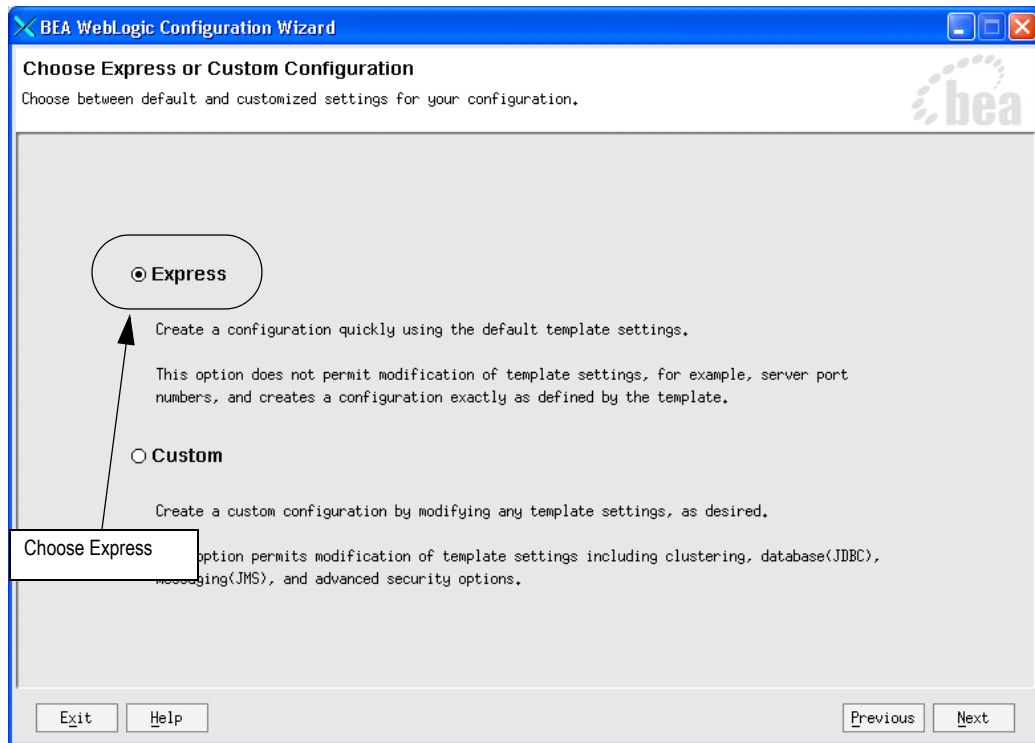 BEA WebLogic Configuration Wizard
Choose Express or Custom Configuration
Choose between default and customized settings for your configuration.
bea
Express
Create a configuration quickly using the default template settings.
This option does not permit modification of template settings, for example, server port
numbers, and creates a configuration exactly as defined by the template.
Custom
Create a custom configuration by modifying any template settings, as desired.
Choose Express
option permits modification of template settings including clustering, database(JDBC),
messaging(JMS), and advanced security options.
Exit
Help
Previous
Next